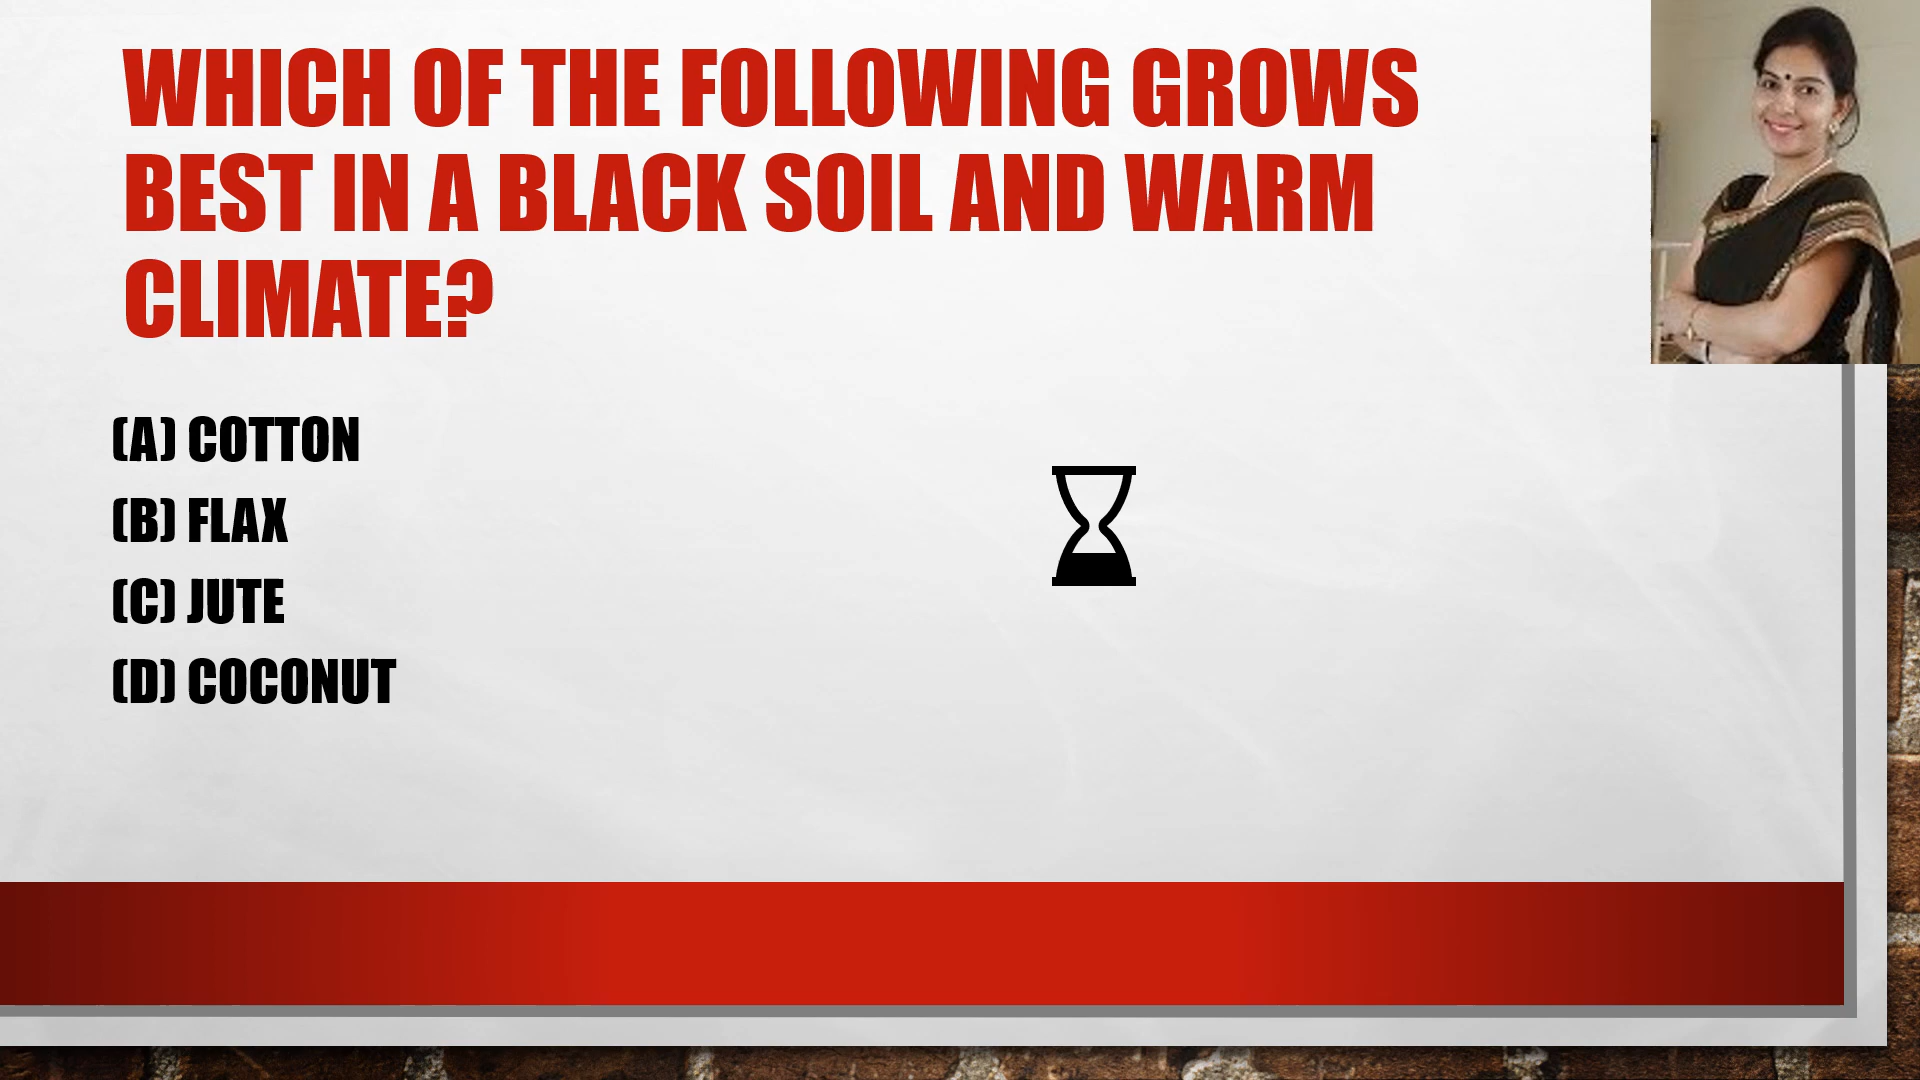 WHICH OF THE FOLLOWING GROWS
BEST IN A BLACK SOIL AND WARM
CLIMATE?
(A) COTTON
(B) FLAX
(C) JUTE
(D) COCONUT